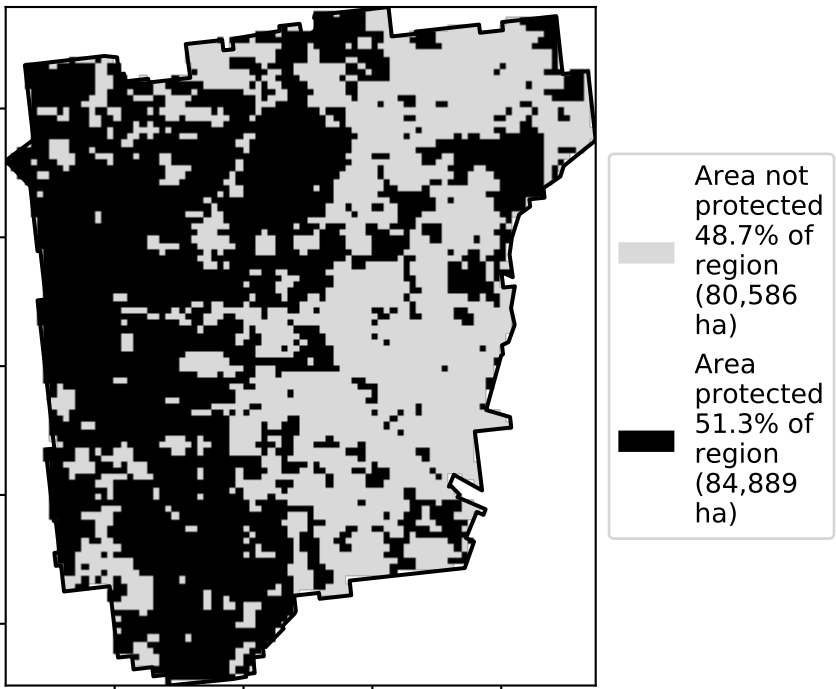 Area not
protected
48.7% of
region
(80,586
ha)
Area
protected
51.3% of
region
(84,889
ha)